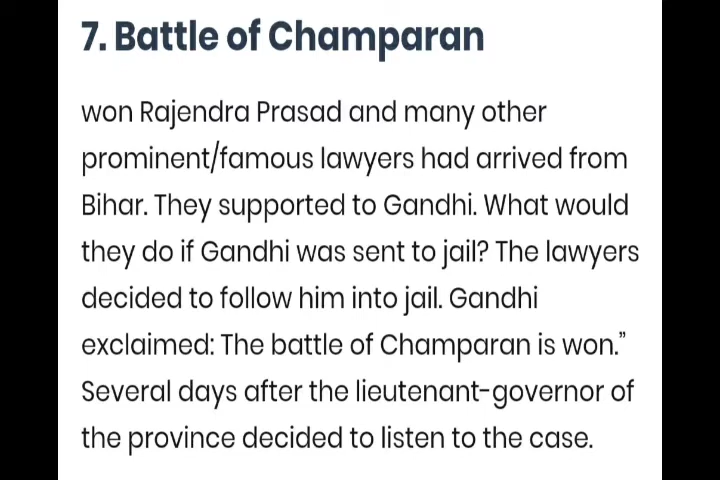 7. Battle of Champaran
won Rajendra Prasad and many other
prominent/famous lawyers had arrived from
Bihar. They supported to Gandhi. What would
they do if Gandhi was sent to jail? The lawyers
decided to follow him into jail. Gandhi
exclaimed: The battle of Champaran is won.”
Several days after the lieutenant-governor of
the province decided to listen to the case.